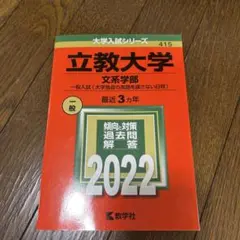 大学入試シリーズ
415
立教大学
文系学部
一般入試〈大学独自の英語を課さない日程〉
最近3ヵ年
一般
傾向と対策
過去問
解答
2022
教学社